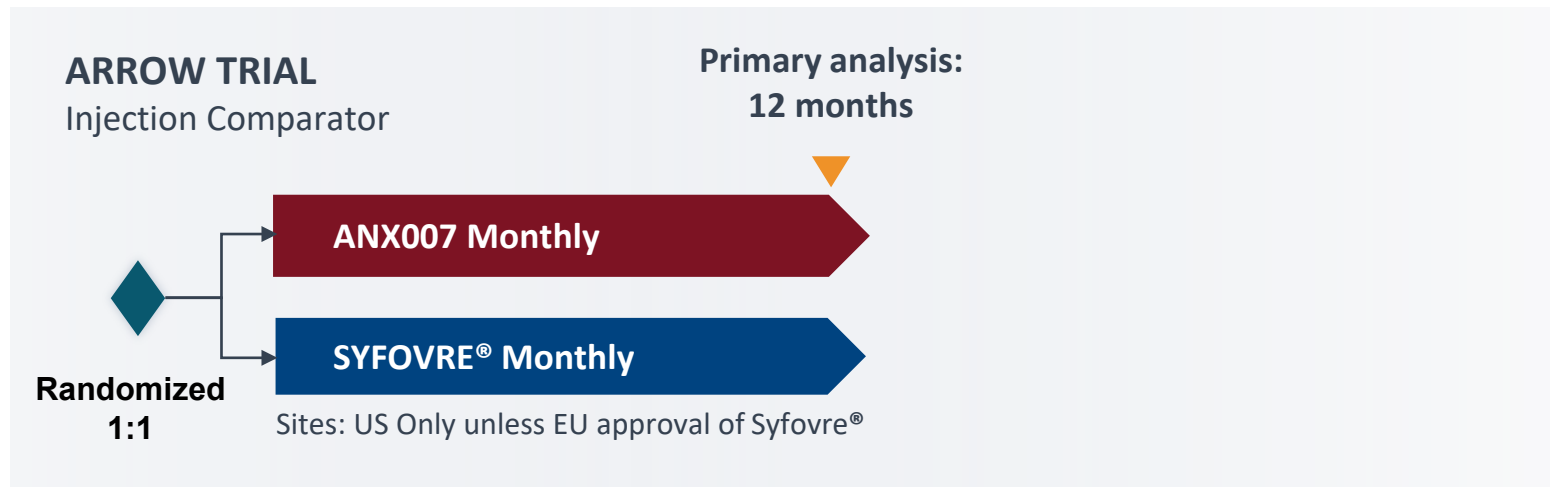 ARROW TRIAL
Injection Comparator
Primary analysis:
12 months
ANX007 Monthly
SYFOVRE® Monthly
Randomized
1:1
Sites: US Only unless EU approval of Syfovre®